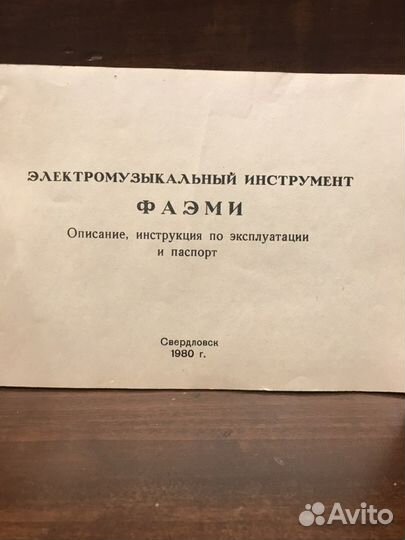 ЭЛЕКТРОМУЗЫКАЛЬНЫЙ ИНСТРУМЕНТ
ФАЭМИ
Описание, инструкция по эксплуатации
и паспорт
Свердловск
1980 г.
Avito